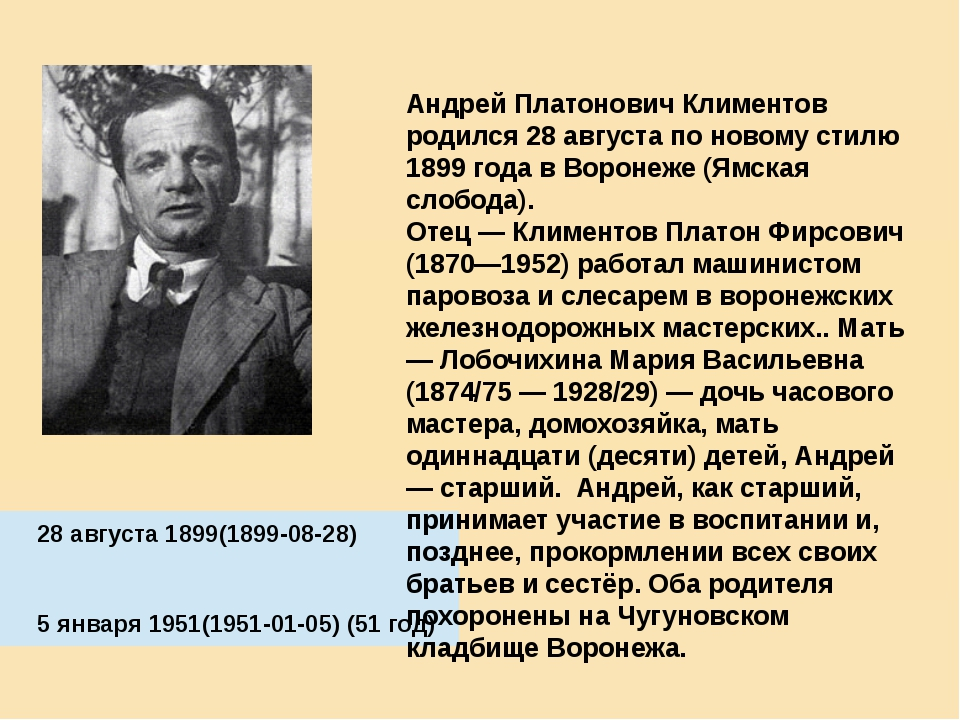 Андрей Платонович Климентов
родился 28 августа по новому стилю
1899 года в Воронеже (Ямская
слобода).
Отец — Климентов Платон Фирсович
(1870—1952) работал машинистом
паровоза и слесарем в воронежских
железнодорожных мастерских.. Мать
— Лобочихина Мария Васильевна
(1874/75 — 1928/29) — дочь часового
мастера, домохозяйка, мать
одиннадцати (десяти) детей, Андрей
— старший.  Андрей, как старший,
принимает участие в воспитании и,
позднее, прокормлении всех своих
братьев и сестёр. Оба родителя
похоронены на Чугуновском
кладбище Воронежа.
28 августа 1899(1899-08-28)
5 января 1951(1951-01-05) (51 год)